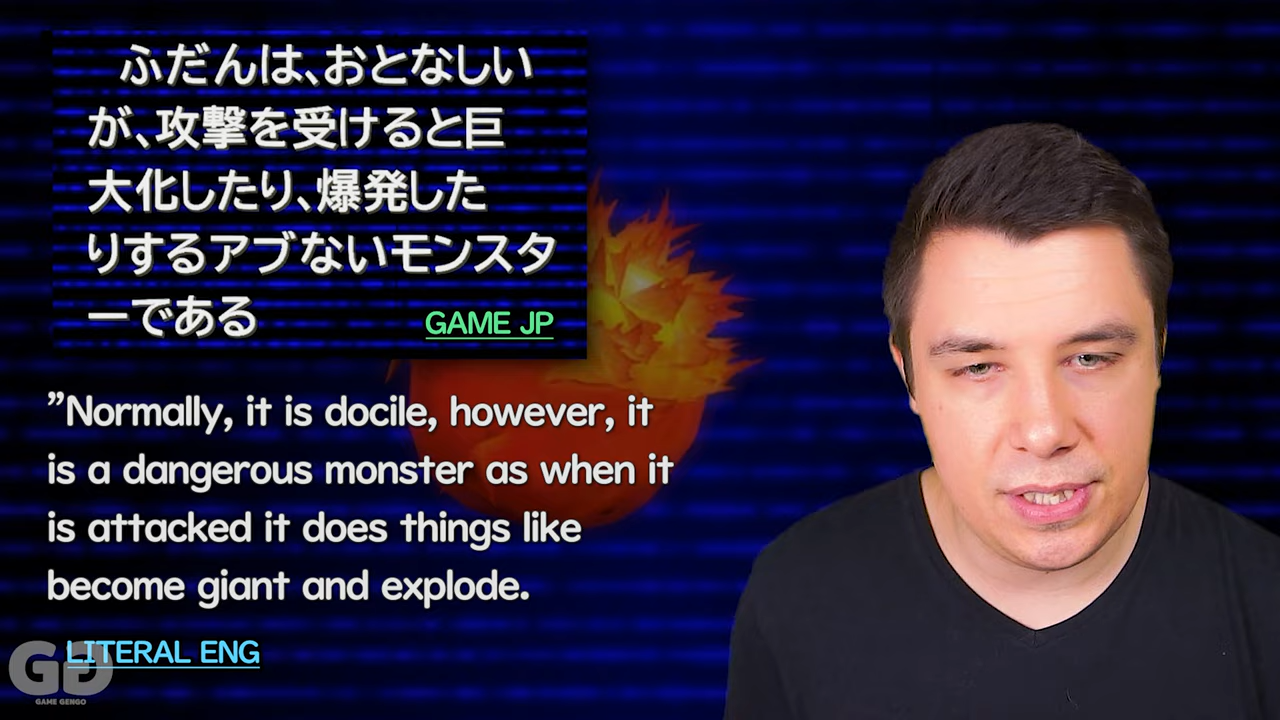 ふだんは、おとなしい
が、攻撃を受けると巨
大化したり、爆発した
りするアブないモンスタ
ーである
GAME JP
”Normally, it is docile, however, it
is a dangerous monster as when it
is attacked it does things like
become giant and explode.
LITERAL ENG
GG
GAME GENGO